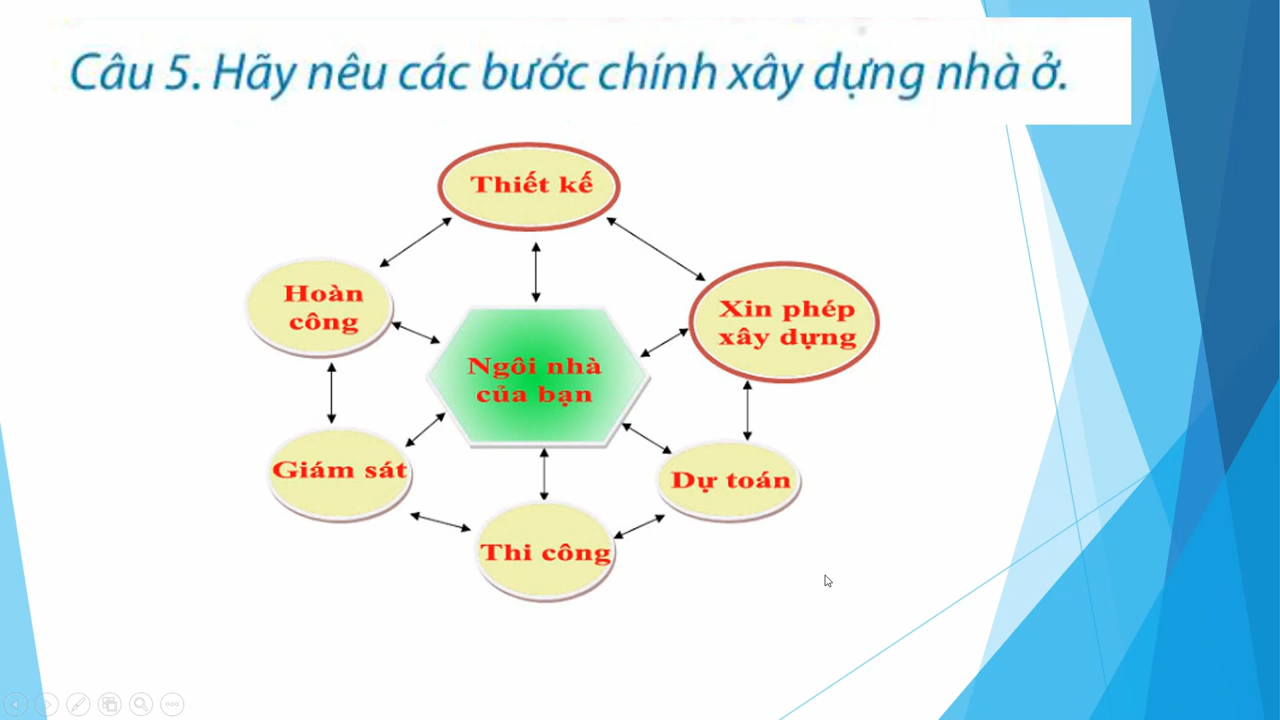 Câu 5. Hãy nêu các bước chính xây dựng nhà ở.
Thiết kế
Hoàn
công
Xin phép
xây dựng
Ngôi nhà
của bạn
Giám sát
Dự toán
Thi công